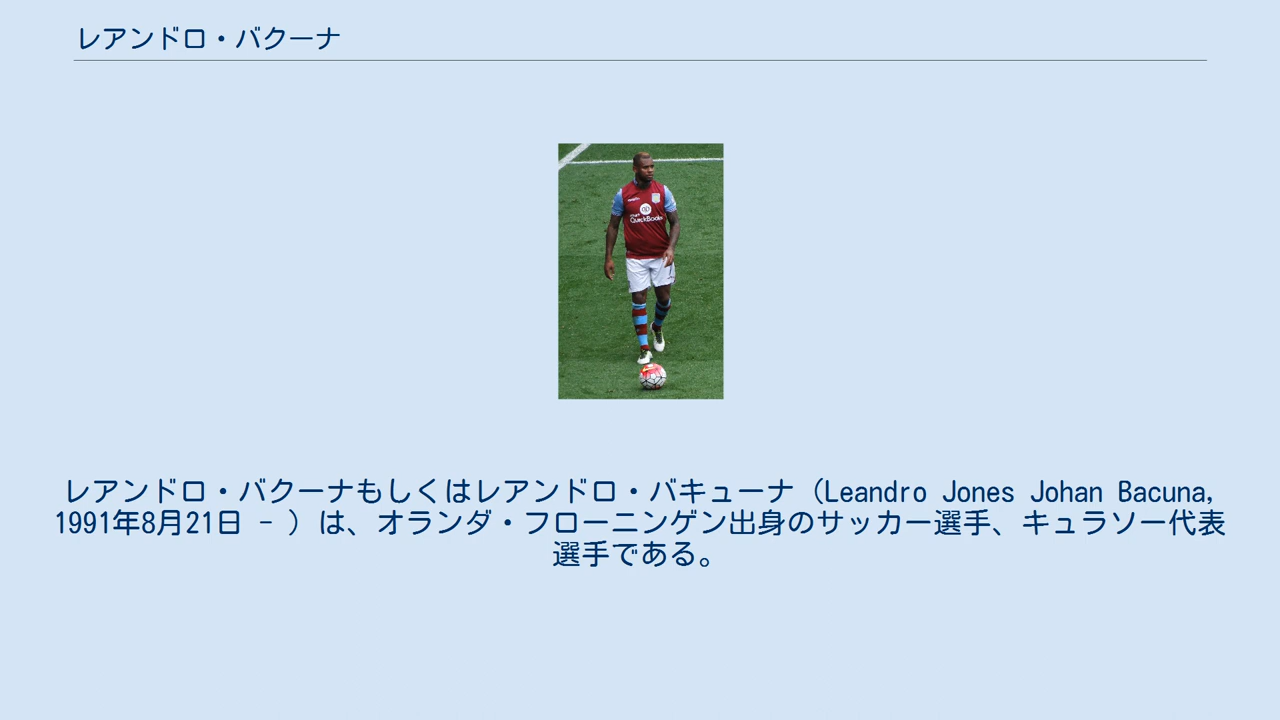 レアンドロ・バクーナ
QuickBooks
レアンドロ・バクーナもしくはレアンドロ・バキューナ（Leandro Jones Johan Bacuna,
1991年8月21日 - ）は、オランダ・フローニンゲン出身のサッカー選手、キュラソー代表
選手である。